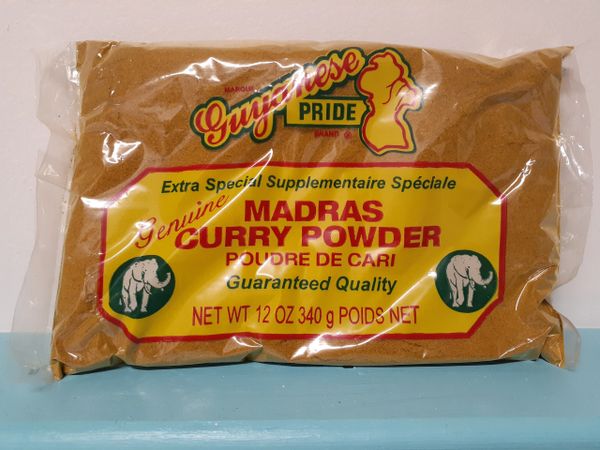 MARQUE
Guyanese
PRIDE
BRAND ®
Extra Special Supplementaire Spéciale
Genuine
MADRAS
CURRY POWDER
POUDRE DE CARI
Guaranteed Quality
NET WT 12 OZ 340 g POIDS NET